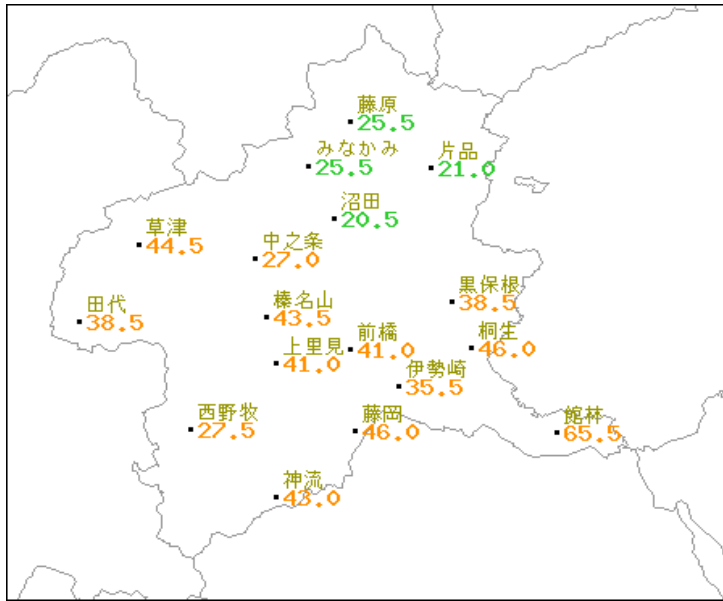 藤原
25.5
みなかみ
25.5
片品
21.0
沼田
20.5
草津
44.5
中之条
27.0
田代
38.5
榛名山
43.5
黒保根
38.5
上里見
41.0
前橋
41.0
桐生
46.0
伊勢崎
35.5
西野牧
27.5
藤岡
46.0
館林
65.5
神流
43.0